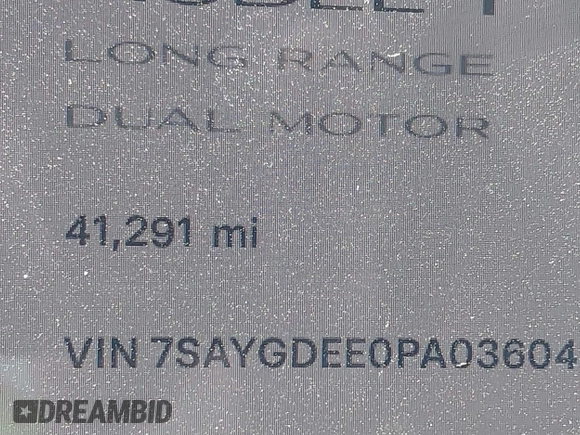 LONG RANGE
DUAL MOTOR
41,291 mi
VIN 7SAYGDEE0PA03604
DREAMBID